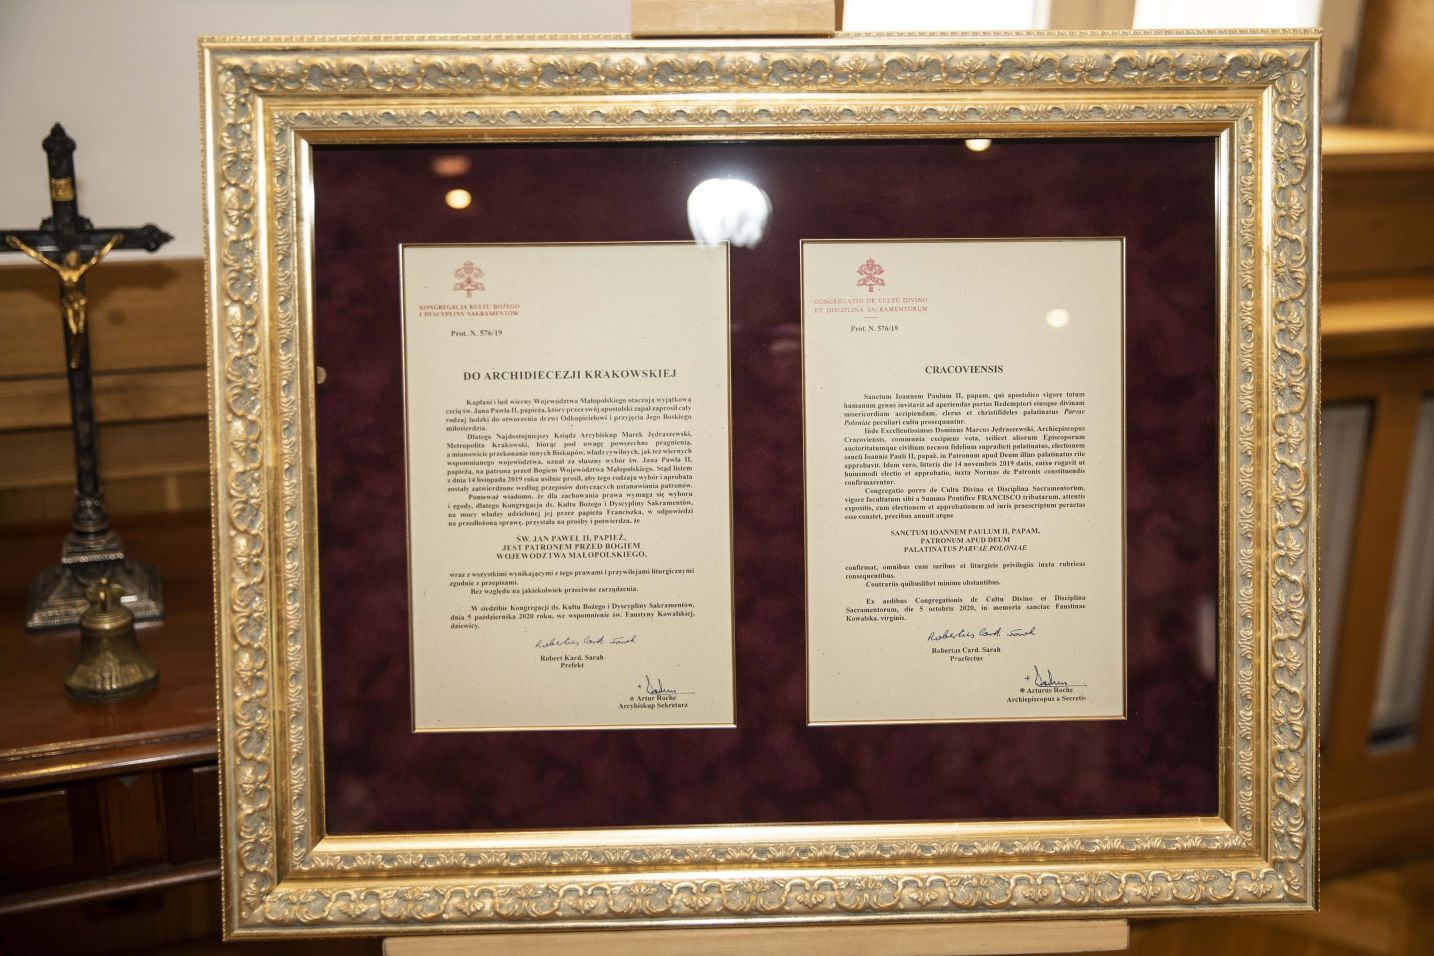 KONGREGACJA KULTU BOŻEGO
I DYSCYPLINY SAKRAMENTÓW
Prot. N. 576/19
DO ARCHIDIECEZJI KRAKOWSKIEJ
Kapłani i lud wierny Województwa Małopolskiego otaczają wyjątkową
czcią św. Jana Pawła II, papieża, który przez swój apostolski zapał zaprosił cały
rodzaj ludzki do otworzenia drzwi Odkupicielowi i przyjęcia Jego Boskiego
miłosierdzia.
Dlatego Najdostojniejszy Ksiądz Arcybiskup Marek Jędraszewski,
Metropolita Krakowski, biorąc pod uwagę powszechne pragnienia,
a mianowicie przekonanie innych Biskupów, władz cywilnych, jak też wiernych
wspomnianego województwa, uznał za słuszny wybór św. Jana Pawła II,
papieża, na patrona przed Bogiem Województwa Małopolskiego. Stąd listem
z dnia 14 listopada 2019 roku usilnie prosił, aby tego rodzaju wybór i aprobata
zostały zatwierdzone według przepisów dotyczących ustanawiania patronów.
Ponieważ wiadomo, że dla zachowania prawa wymaga się wyboru
i zgody, dlatego Kongregacja ds. Kultu Bożego i Dyscypliny Sakramentów,
na mocy władzy udzielonej jej przez papieża Franciszka, w odpowiedzi
na przedłożoną sprawę, przystała na prośby i potwierdza, że
ŚW. JAN PAWEŁ II, PAPIEŻ,
JEST PATRONEM PRZED BOGIEM
WOJEWÓDZTWA MAŁOPOLSKIEGO,
wraz z wszystkimi wynikającymi z tego prawami i przywilejami liturgicznymi
zgodnie z przepisami.
Bez względu na jakiekolwiek przeciwne zarządzenia.
W siedzibie Kongregacji ds. Kultu Bożego i Dyscypliny Sakramentów,
dnia 5 października 2020 roku, we wspomnienie św. Faustyny Kowalskiej,
dziewicy.
Robertus Card. Sarah
Robert Kard. Sarah
Prefekt
✠ Artur Roche
Arcybiskup Sekretarz
CONGREGATIO DE CULTU DIVINO
ET DISCIPLINA SACRAMENTORUM
Prot. N. 576/19
CRACOVIENSIS
Sanctum Ioannem Paulum II, papam, qui apostolico vigore totum
humanum genus invitavit ad aperiendas portas Redemptori eiusque divinam
misericordiam accipiendam, clerus et christifideles palatinatus Parvae
Poloniae peculiari cultu prosequuntur.
Inde Excellentissimus Dominus Marcus Jędraszewski, Archiepiscopus
Cracoviensis, communia excipiens vota, scilicet aliorum Episcoporum
auctoritatumque civilium necnon fidelium supradicti palatinatus, electionem
sancti Ioannis Pauli II, papæ, in Patronum apud Deum illius palatinatus rite
approbavit. Idem vero, litteris die 14 novembris 2019 datis, enixe rogavit ut
huiusmodi electio et approbatio, iuxta Normas de Patronis constituendis
confirmarentur.
Congregatio porro de Cultu Divino et Disciplina Sacramentorum,
vigore facultatum sibi a Summo Pontifice FRANCISCO tributarum, attentis
expositis, cum electionem et approbationem ad iuris praescriptum peractas
esse constet, precibus annuit atque
SANCTUM IOANNEM PAULUM II, PAPAM,
PATRONUM APUD DEUM
PALATINATUS PARVAE POLONIAE
confirmat, omnibus cum iuribus et liturgicis privilegiis iuxta rubricas
consequentibus.
Contrariis quibuslibet minime obstantibus.
Ex aedibus Congregationis de Cultu Divino et Disciplina
Sacramentorum, die 5 octobris 2020, in memoria sanctae Faustinae
Kowalska, virginis.
Robertus Card. Sarah
Robertus Card. Sarah
Praefectus
✠ Arturus Roche
Archiepiscopus a Secretis